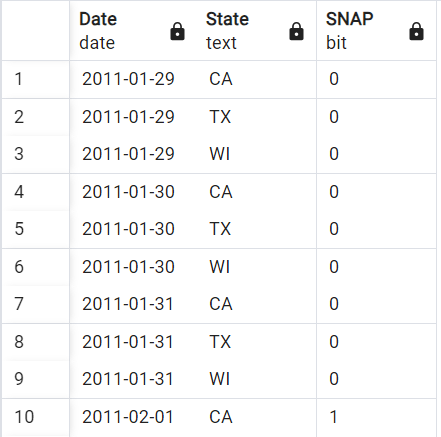 Date State SNAP
date text bit
1 2011-01-29 CA 0
2 2011-01-29 TX 0
3 2011-01-29 WI 0
4 2011-01-30 CA 0
5 2011-01-30 TX 0
6 2011-01-30 WI 0
7 2011-01-31 CA 0
8 2011-01-31 TX 0
9 2011-01-31 WI 0
10 2011-02-01 CA 1